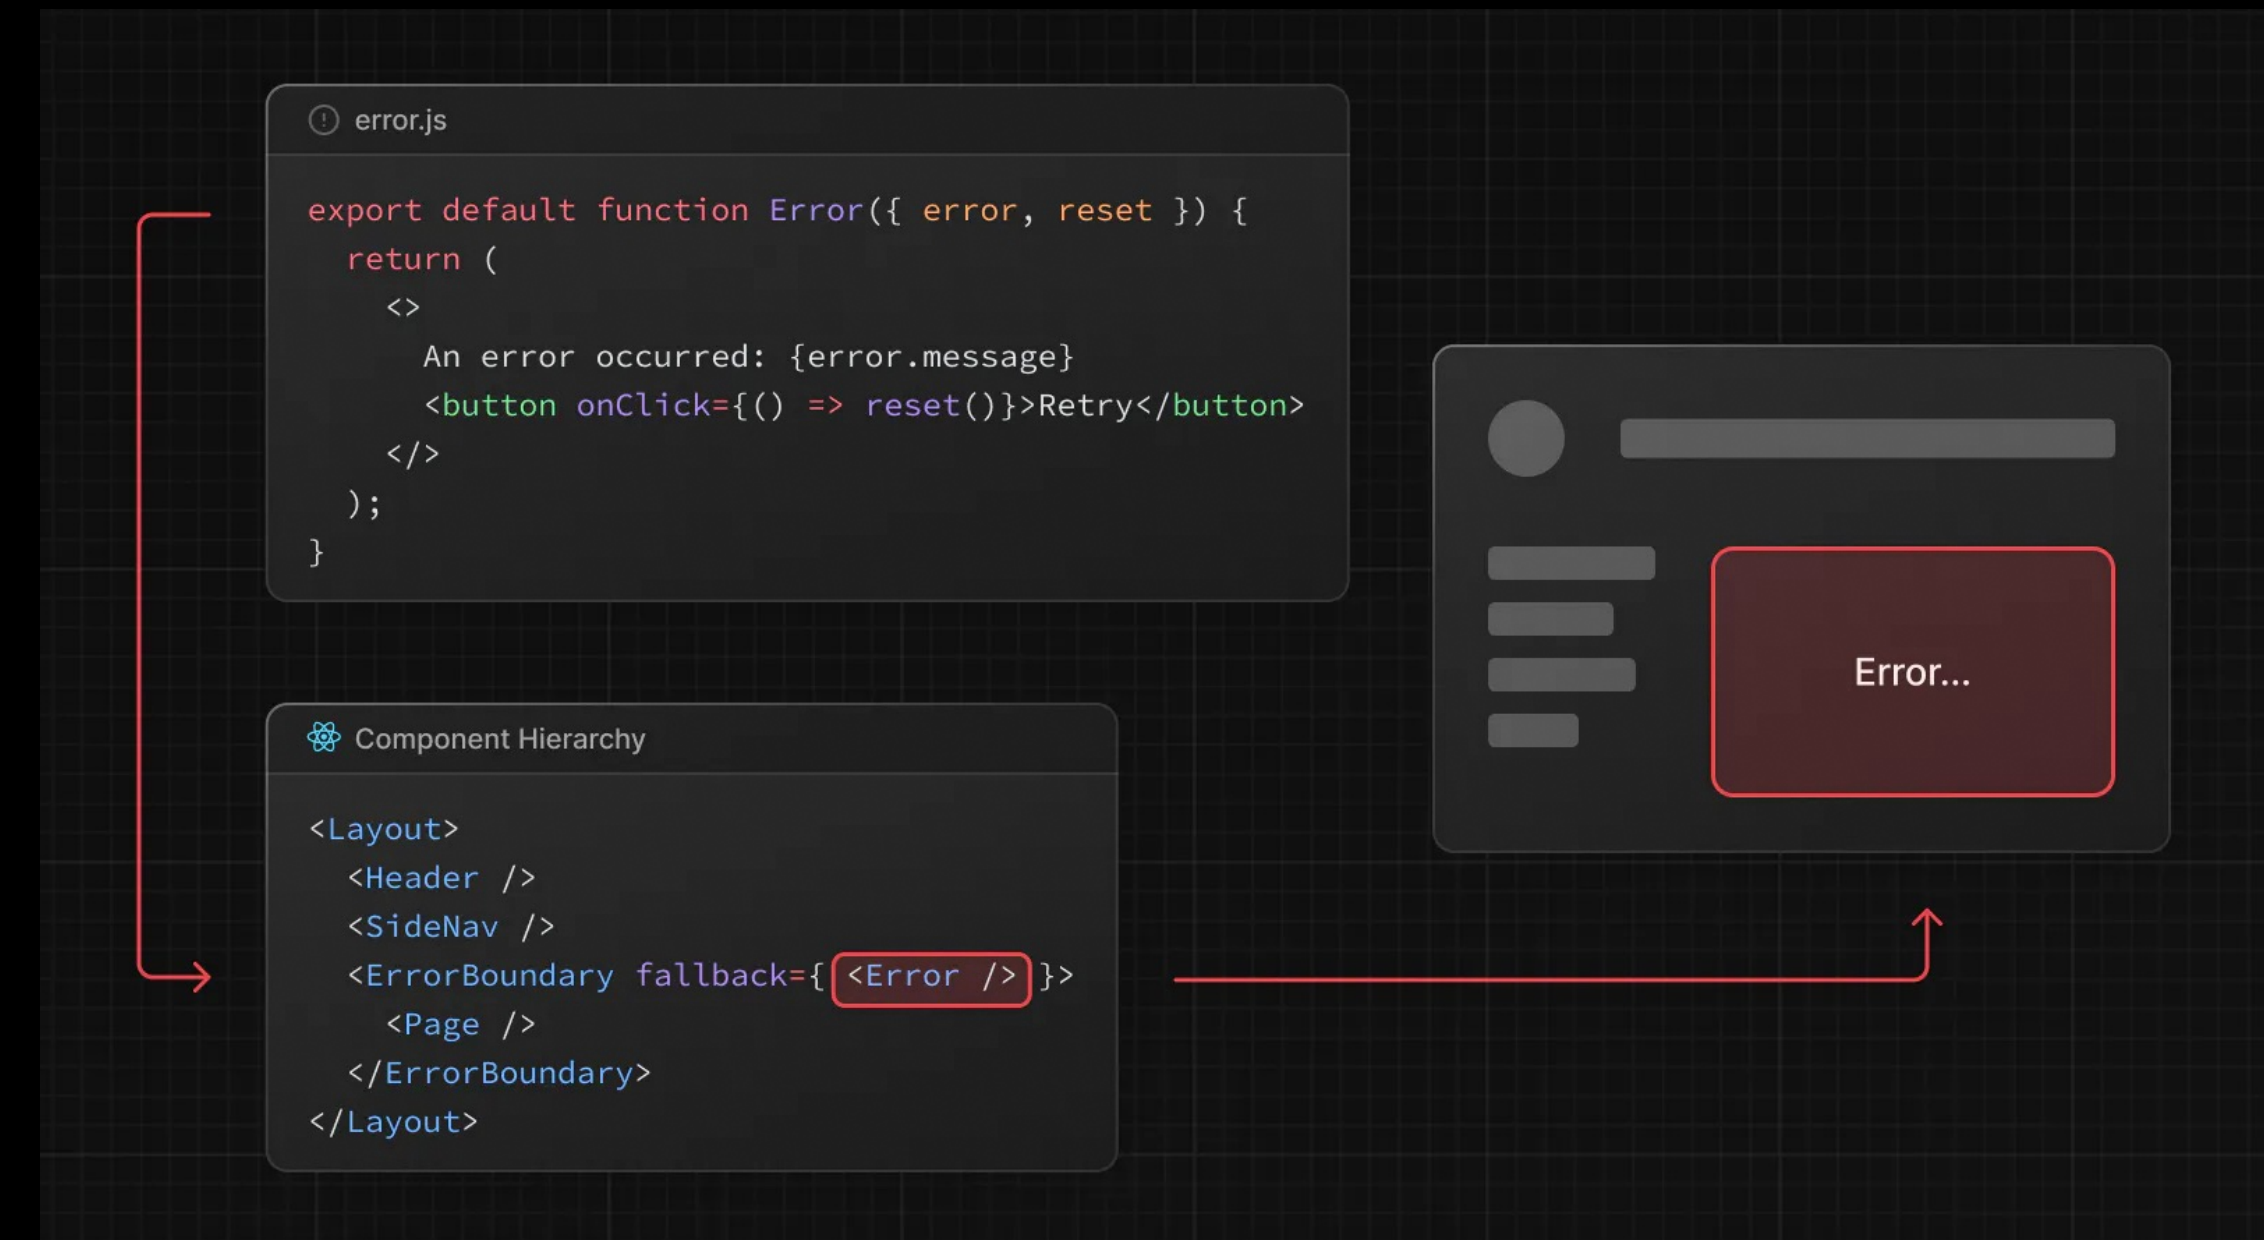 error.js
export default function Error({ error, reset }) {
  return (
    <>
      An error occurred: {error.message}
      <button onClick={() => reset()}>Retry</button>
    </>
  );
}
Component Hierarchy
<Layout>
  <Header />
  <SideNav />
  <ErrorBoundary fallback={ <Error /> }>
    <Page />
  </ErrorBoundary>
</Layout>
Error...